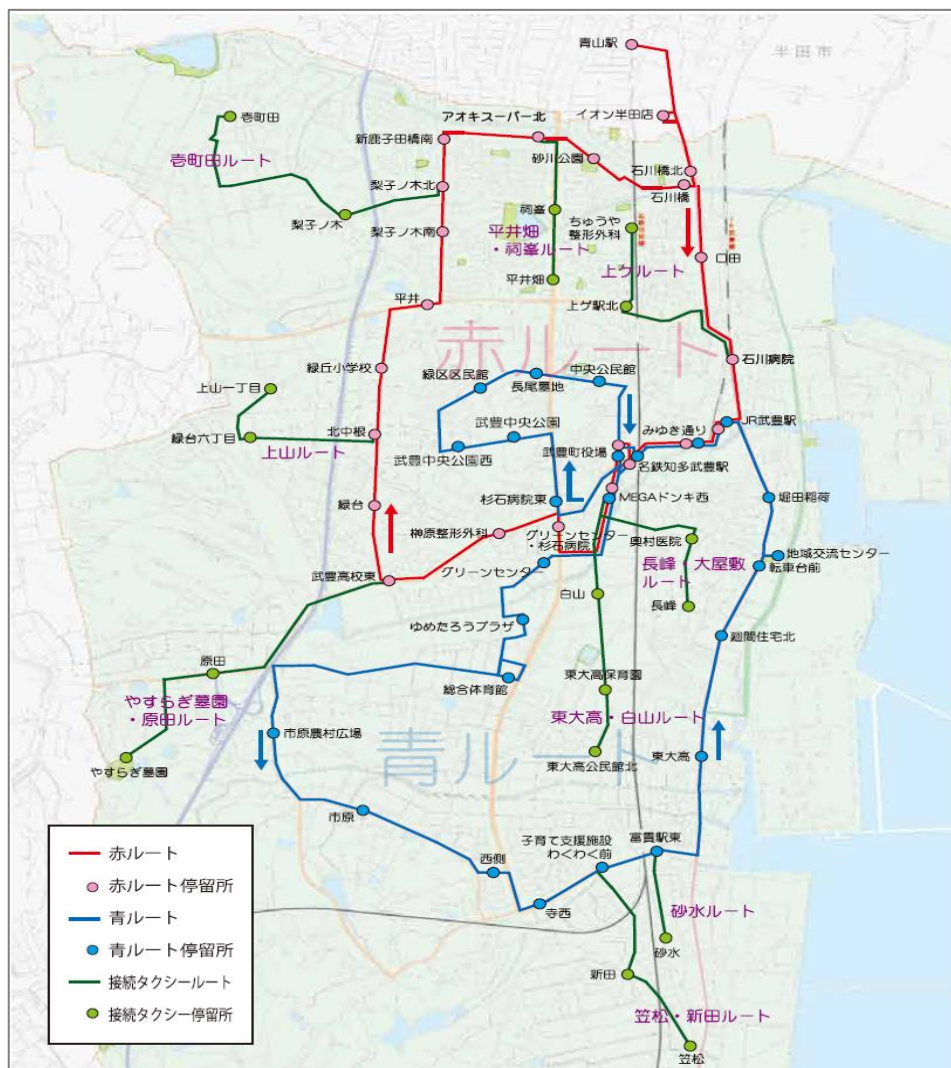 青山駅
半田市
イオン半田店
壱町田
アオキスーパー北
新鹿子田橋南
砂川公園
壱町田ルート
石川橋北
石川橋
梨子ノ木北
梨子ノ木
祠峯
ちゅうや
整形外科
梨子ノ木南
平井畑
・祠峯ルート
口田
上ゲルート
平井畑
平井
上ゲ駅北
赤ルート
石川病院
緑丘小学校
緑区区民館
長尾墓地
中央公民館
上山一丁目
JR武豊駅
みゆき通り
北中根
緑台六丁目
武豊中央公園
上山ルート
武豊中央公園西
武豊町役場
名鉄知多武豊駅
杉石病院東
MEGAドンキ西
堀田稲荷
緑台
榊原整形外科
グリーンセンター
・杉石病院
奥村医院
地域交流センター
転車台前
グリーンセンター
長峰 大屋敷
ルート
武豊高校東
白山
長峰
ゆめたろうプラザ
廻間住宅北
原田
総合体育館
東大高保育園
やすらぎ墓園
・原田ルート
東大高・白山ルート
市原農村広場
青ルート
東大高公民館北
東大高
やすらぎ墓園
市原
子育て支援施設
わくわく前
富貴駅東
西側
寺西
砂水ルート
砂水
新田
笠松・新田ルート
笠松
赤ルート
赤ルート停留所
青ルート
青ルート停留所
接続タクシールート
接続タクシー停留所